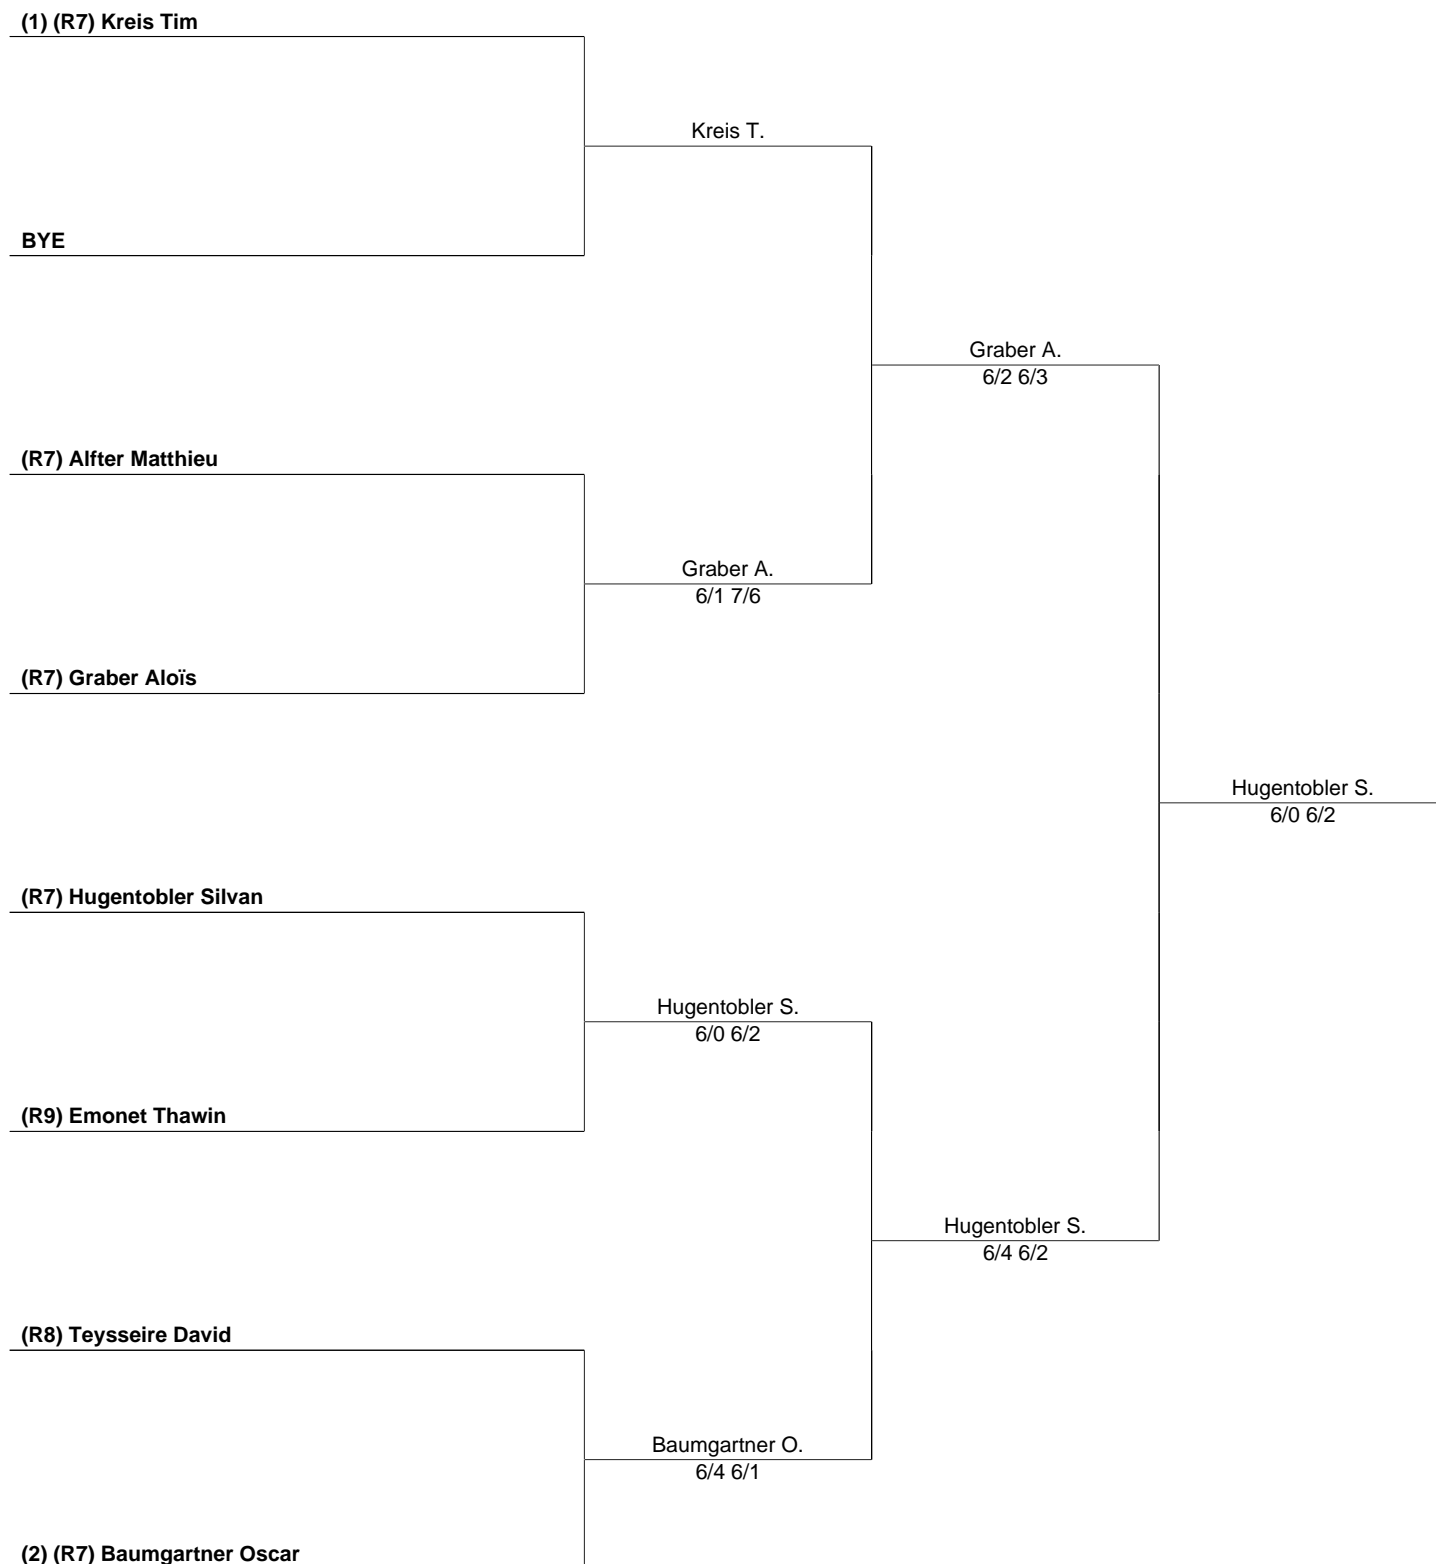 (1) (R7) Kreis Tim
Kreis T.
BYE
Graber A.
6/2 6/3
(R7) Alfter Matthieu
Graber A.
6/1 7/6
(R7) Graber Aloïs
Hugentobler S.
6/0 6/2
(R7) Hugentobler Silvan
Hugentobler S.
6/0 6/2
(R9) Emonet Thawin
Hugentobler S.
6/4 6/2
(R8) Teysseire David
Baumgartner O.
6/4 6/1
(2) (R7) Baumgartner Oscar